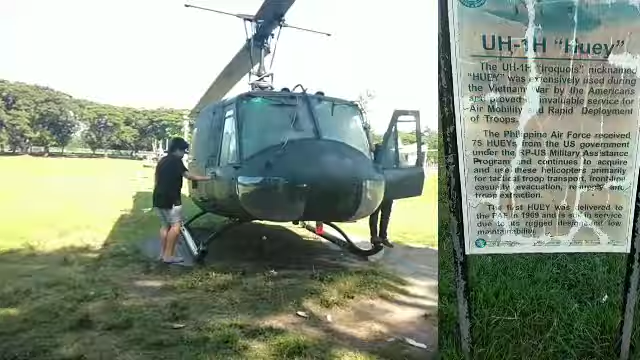 UH-1H "Huey"
The UH-1H "Iroquois" nicknamed
"HUEY" was extensively used during
the Vietnam War by the Americans
and proved invaluable service for
Air Mobility and Rapid Deployment
of Troops.
The Philippine Air Force received
75 HUEYs from the US government
under the RP-US Military Assistance
Program and continues to acquire
and use these helicopters primarily
for tactical troop transport, frontline
casualty evacuation, re-supply and
troop extraction.
The first HUEY was delivered to
the PAF in 1969 and is still in service
due to its rugged design and low
maintainability.